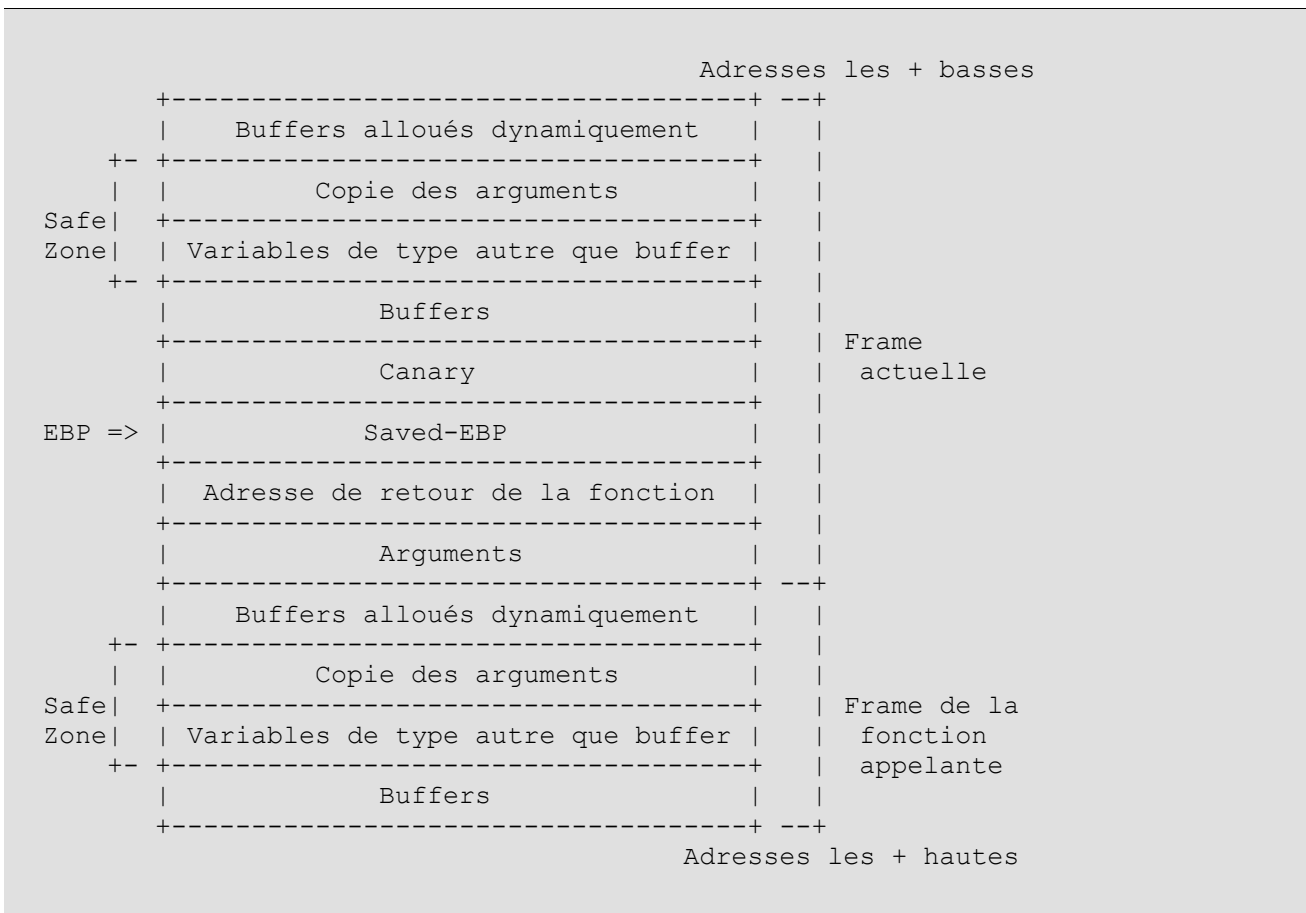 Adresses les + basses
         +------------------------------------+ --+
         |    Buffers alloués dynamiquement   |   |
      +- +------------------------------------+   |
      |  |         Copie des arguments        |   |
  Safe|  +------------------------------------+   |
  Zone|  | Variables de type autre que buffer |   |
      +- +------------------------------------+   |
         |             Buffers                |   |
         +------------------------------------+   | Frame
         |             Canary                 |   |  actuelle
         +------------------------------------+   |
  EBP => |            Saved-EBP               |   |
         +------------------------------------+   |
         |  Adresse de retour de la fonction  |   |
         +------------------------------------+   |
         |             Arguments              |   |
         +------------------------------------+ --+
         |    Buffers alloués dynamiquement   |   |
      +- +------------------------------------+   |
      |  |         Copie des arguments        |   |
  Safe|  +------------------------------------+   | Frame de la
  Zone|  | Variables de type autre que buffer |   |  fonction
      +- +------------------------------------+   |  appelante
         |             Buffers                |   |
         +------------------------------------+ --+
                                          Adresses les + hautes